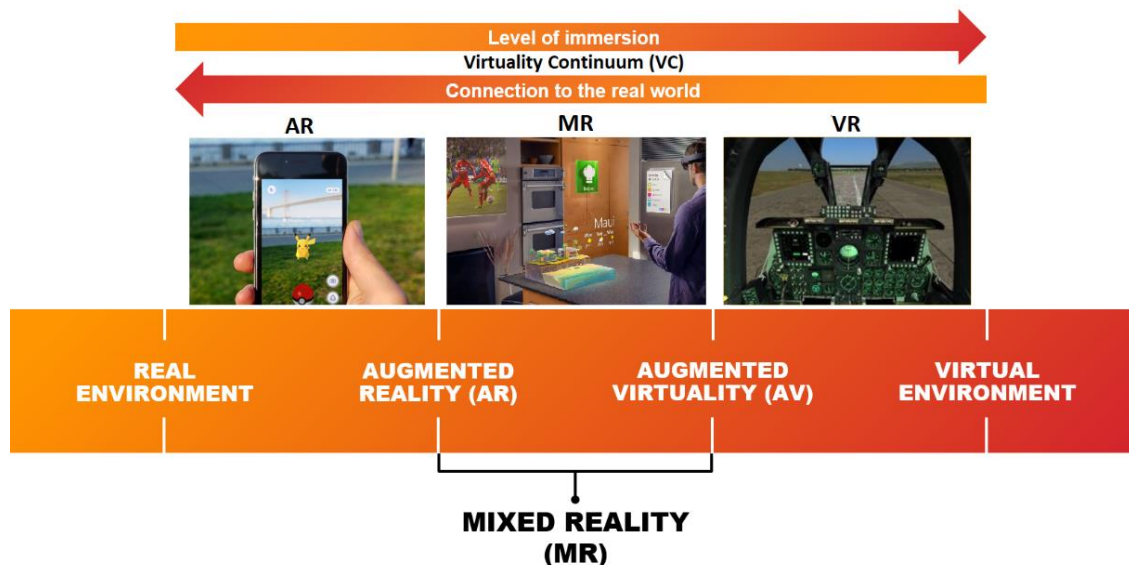 Level of immersion
Virtuality Continuum (VC)
Connection to the real world
AR
MR
VR
Maui
REAL
ENVIRONMENT
AUGMENTED
REALITY (AR)
AUGMENTED
VIRTUALITY (AV)
VIRTUAL
ENVIRONMENT
MIXED REALITY
(MR)